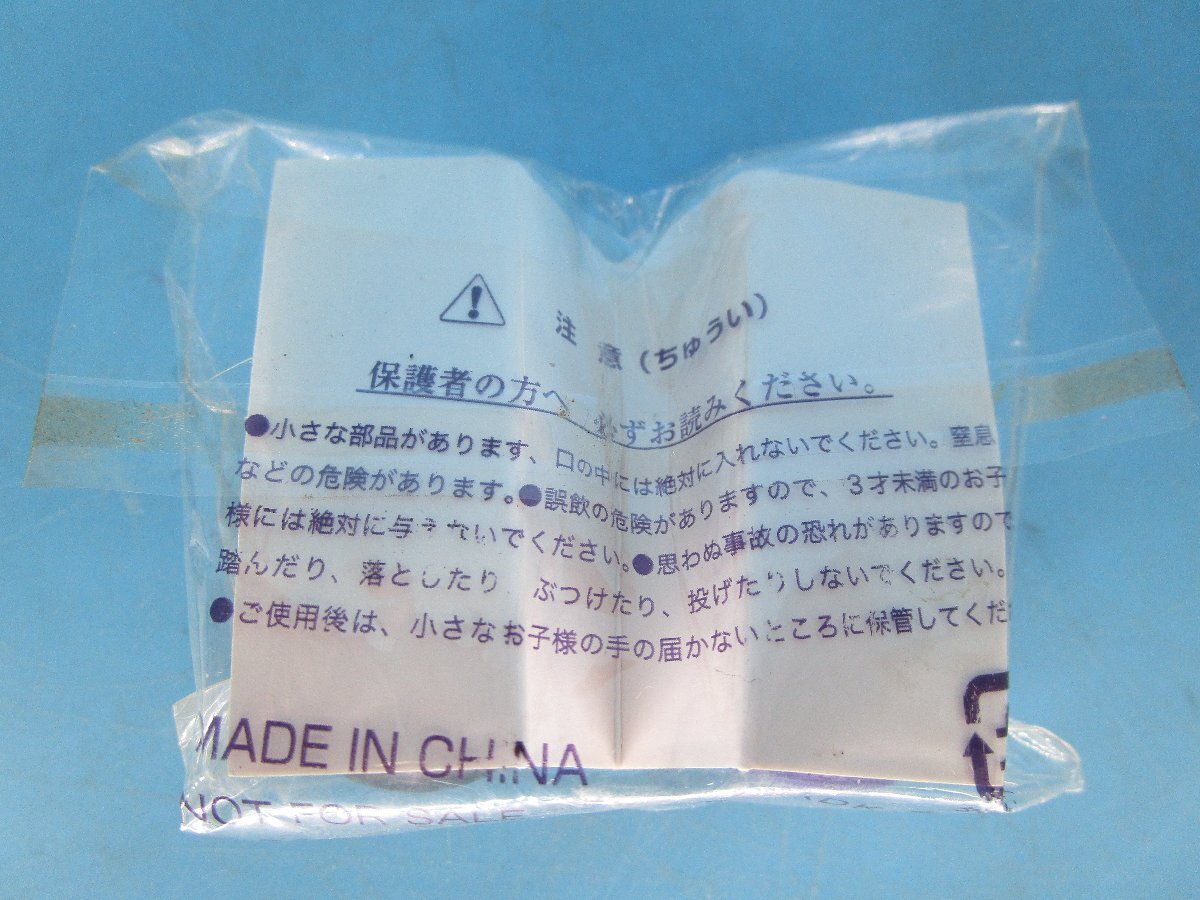 注意(ちゅうい)
保護者の方へ 必ずお読みください。
●小さな部品があります、口の中には絶対に入れないでください。窒息
などの危険があります。●誤飲の危険がありますので、3才未満のお子
様には絶対に与えないでください。●思わぬ事故の恐れがありますので
踏んだり、落としたり ぶつけたり、投げたりしないでください。
●ご使用後は、小さなお子様の手の届かないところに保管してくだ
MADE IN CHINA
NOT FOR SALE